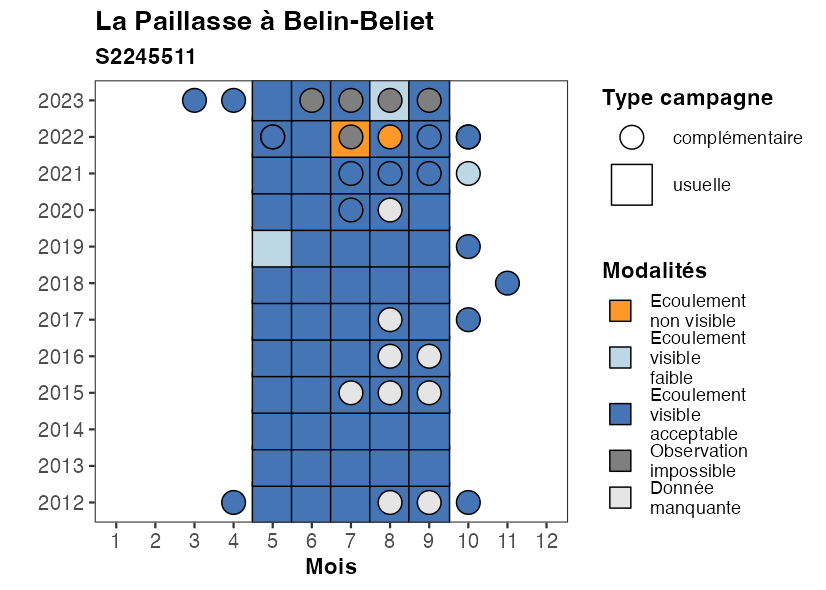 La Paillasse à Belin-Beliet
S2245511
2023
2022
2021
2020
2019
2018
2017
2016
2015
2014
2013
2012
1 2 3 4 5 6 7 8 9 10 11 12
Mois
Type campagne
complémentaire
usuelle
Modalités
Ecoulement
non visible
Ecoulement
visible
faible
Ecoulement
visible
acceptable
Observation
impossible
Donnée
manquante